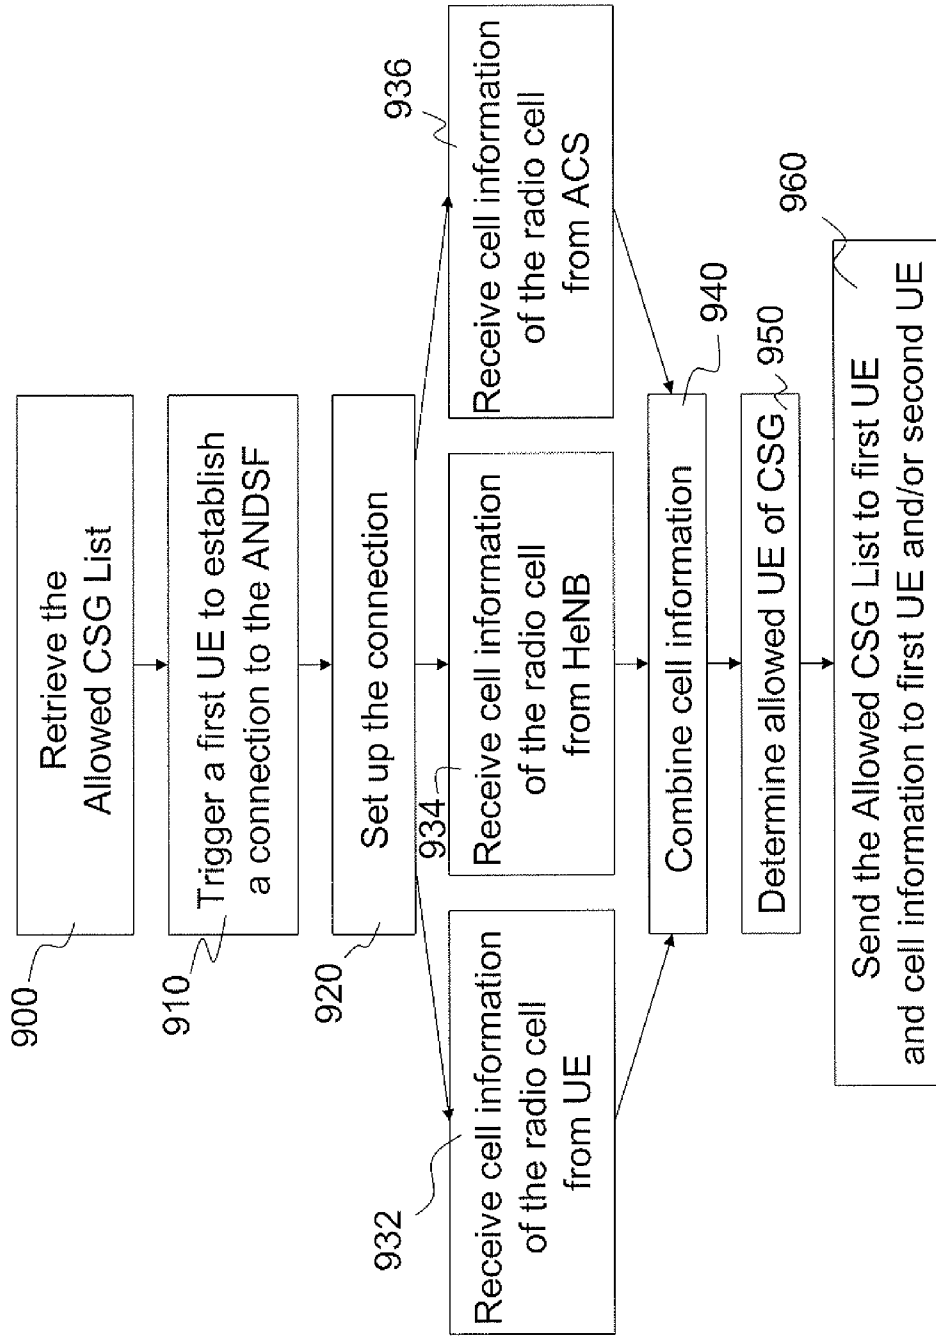 900
Retrieve the
Allowed CSG List
910
Trigger a first UE to establish
a connection to the ANDSF
920
Set up the connection
932
Receive cell information
of the radio cell
from UE
934
Receive cell information
of the radio cell
from HeNB
936
Receive cell information
of the radio cell
from ACS
940
Combine cell information
950
Determine allowed UE of CSG
960
Send the Allowed CSG List to first UE
and cell information to first UE and/or second UE